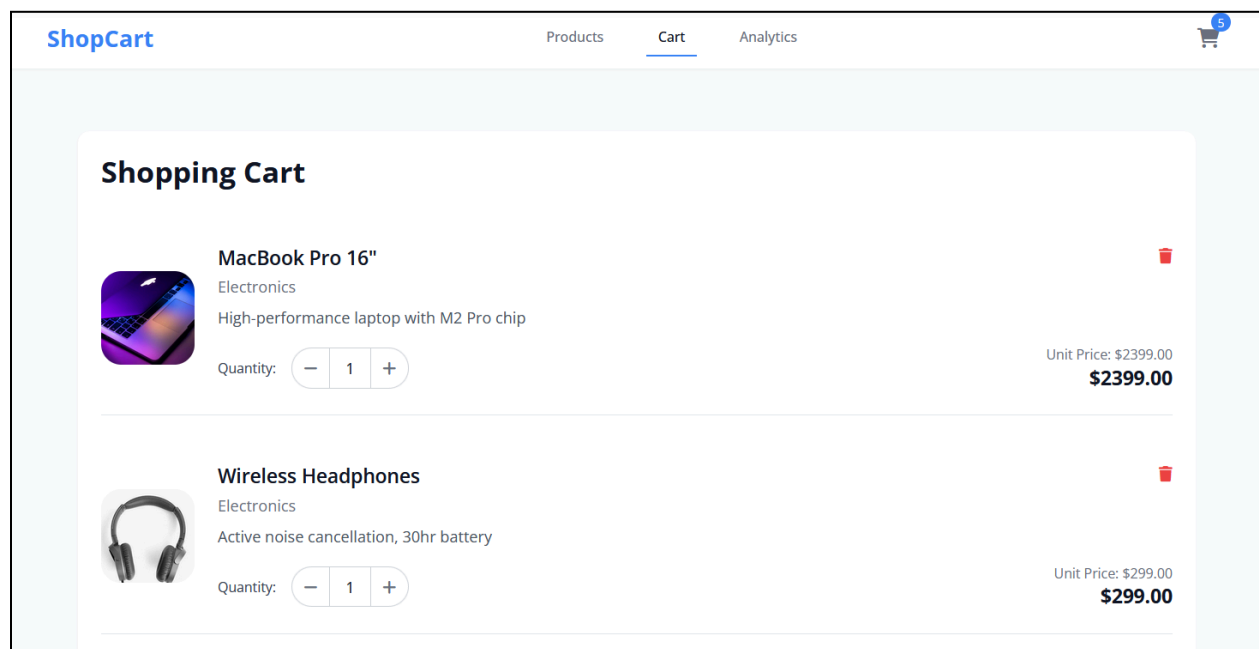 ShopCart
Products Cart Analytics
5
Shopping Cart
MacBook Pro 16"
Electronics
High-performance laptop with M2 Pro chip
Quantity: − 1 +
Unit Price: $2399.00
$2399.00
Wireless Headphones
Electronics
Active noise cancellation, 30hr battery
Quantity: − 1 +
Unit Price: $299.00
$299.00